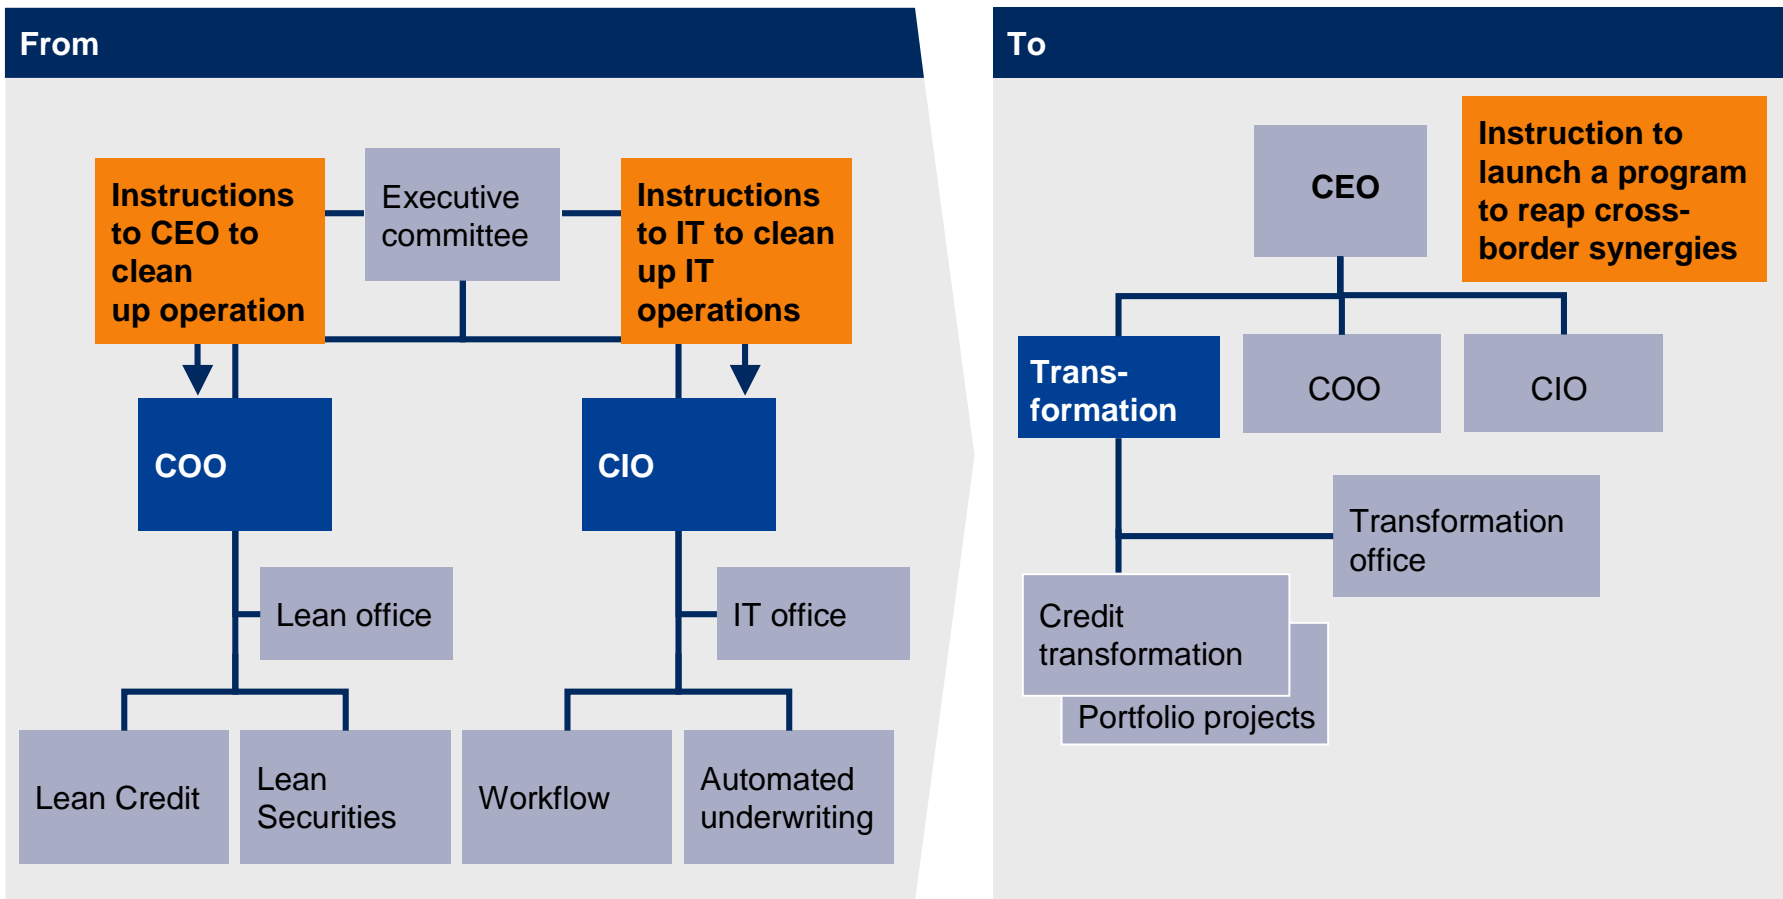 From
Instructions
to CEO to
clean
up operation
Executive
committee
Instructions
to IT to clean
up IT
operations
COO
CIO
Lean office
IT office
Lean Credit
Lean
Securities
Workflow
Automated
underwriting
To
CEO
Instruction to
launch a program
to reap cross-
border synergies
Trans-
formation
COO
CIO
Transformation
office
Credit
transformation
Portfolio projects